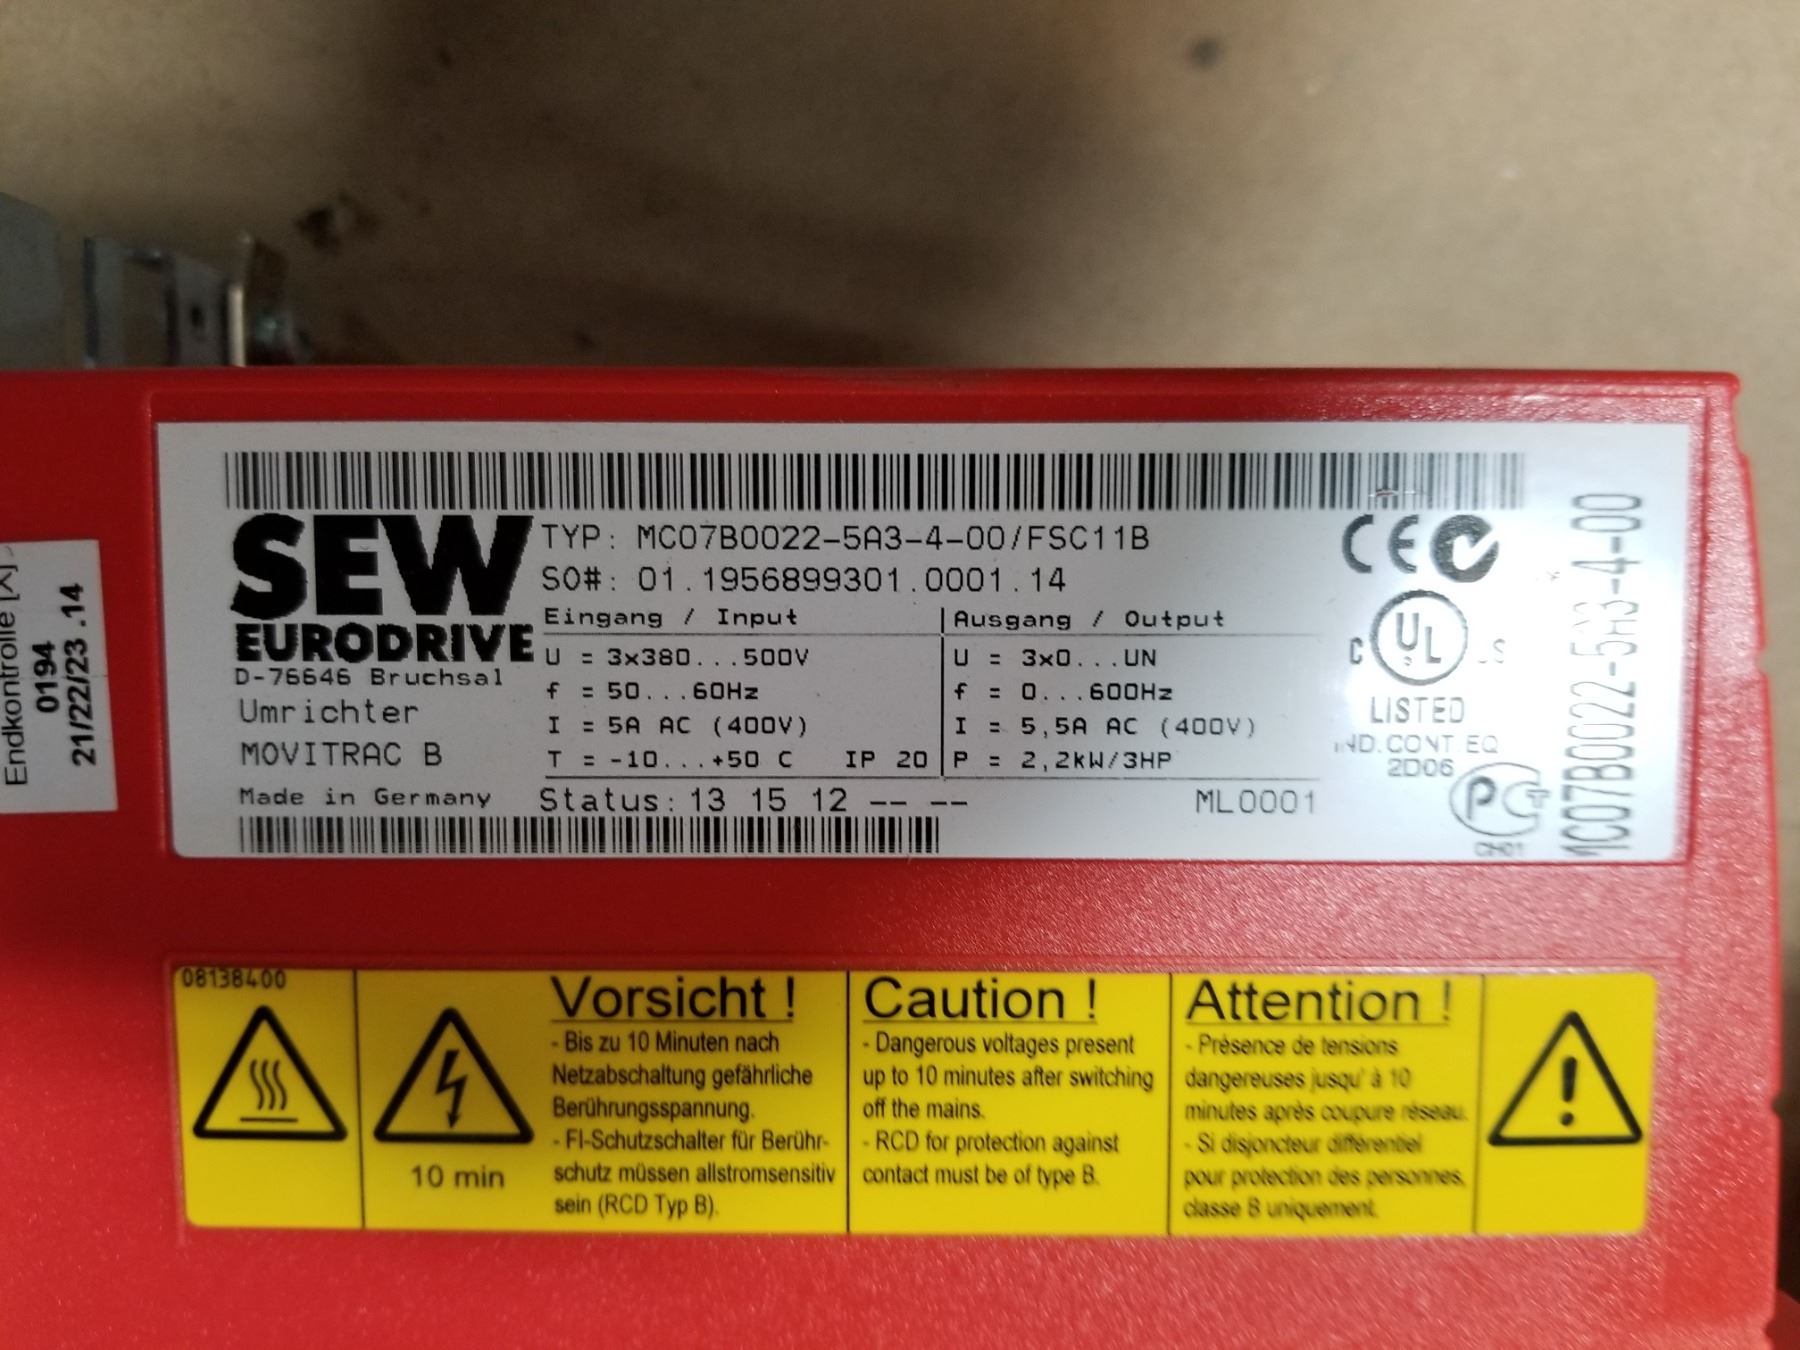 Endkontrolle [X]
0194
21/22/23.14
SEW
EURODRIVE
D-76646 Bruchsal
Umrichter
MOVITRAC B
Made in Germany
TYP: MC07B0022-5A3-4-00/FSC11B
SO#: 01.1956899301.0001.14
Eingang / Input
U = 3x380...500V
f = 50...60Hz
I = 5A AC (400V)
T = -10...+50 C IP 20
Ausgang / Output
U = 3x0...UN
f = 0...600Hz
I = 5,5A AC (400V)
P = 2,2kW/3HP
Status: 13 15 12 -- -- ML0001
CE
C UL US
LISTED
IND.CONT.EQ
2D06
PCT
CH01
MC07B0022-5A3-4-00
08138400
10 min
Vorsicht !
- Bis zu 10 Minuten nach
Netzabschaltung gefährliche
Berührungsspannung.
- FI-Schutzschalter für Berühr-
schutz müssen allstromsensitiv
sein (RCD Typ B).
Caution !
- Dangerous voltages present
up to 10 minutes after switching
off the mains.
- RCD for protection against
contact must be of type B.
Attention !
- Présence de tensions
dangereuses jusqu' à 10
minutes après coupure réseau.
- Si disjoncteur différentiel
pour protection des personnes,
classe B uniquement.